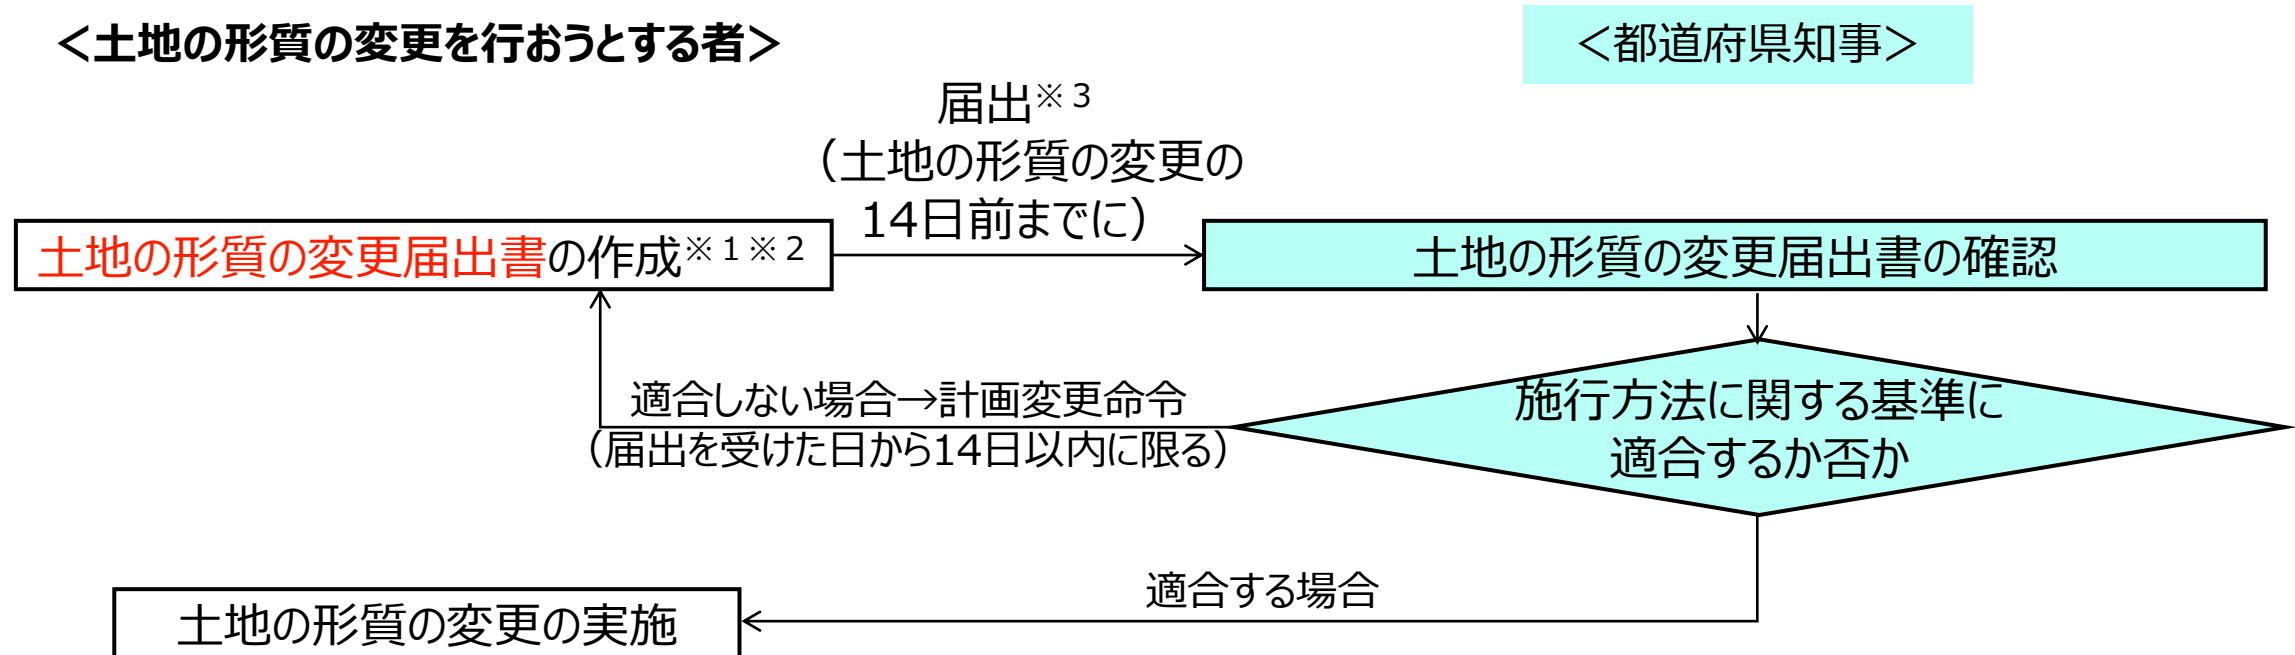 ＜土地の形質の変更を行おうとする者＞
＜都道府県知事＞
届出※３
（土地の形質の変更の
14日前までに）
土地の形質の変更届出書の作成※１※２
土地の形質の変更届出書の確認
適合しない場合→計画変更命令
（届出を受けた日から14日以内に限る）
施行方法に関する基準に
適合するか否か
適合する場合
土地の形質の変更の実施